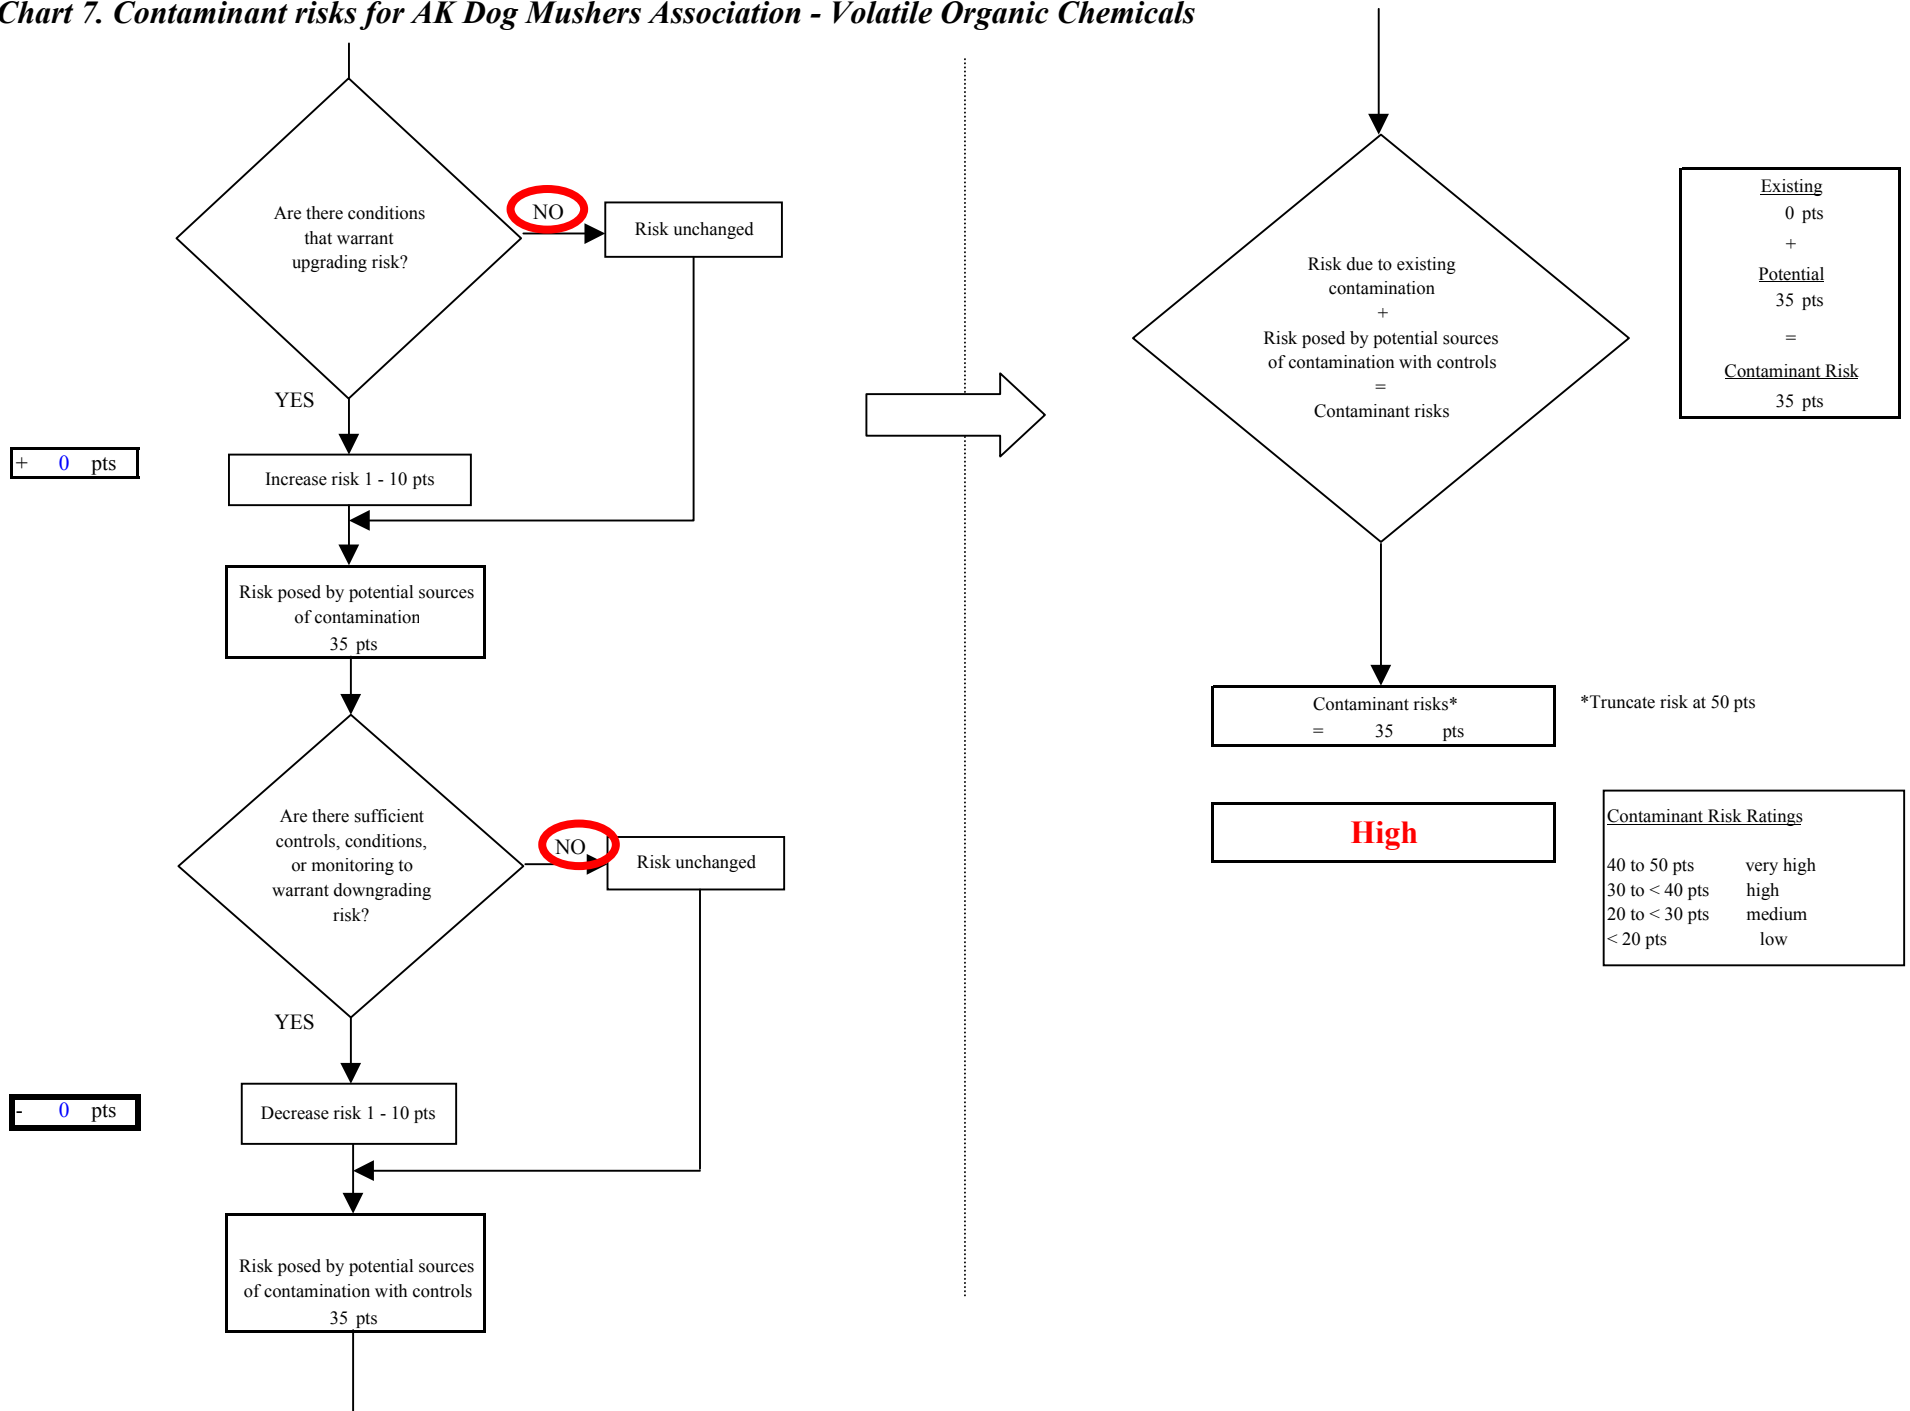 Chart 7. Contaminant risks for AK Dog Mushers Association - Volatile Organic Chemicals
Are there conditions
that warrant
upgrading risk?
NO
Risk unchanged
YES
+ 0 pts
Increase risk 1 - 10 pts
Risk posed by potential sources
of contamination
35 pts
Are there sufficient
controls, conditions,
or monitoring to
warrant downgrading
risk?
NO
Risk unchanged
YES
- 0 pts
Decrease risk 1 - 10 pts
Risk posed by potential sources
of contamination with controls
35 pts
Risk due to existing
contamination
+
Risk posed by potential sources
of contamination with controls
=
Contaminant risks
Existing
0 pts
+
Potential
35 pts
=
Contaminant Risk
35 pts
Contaminant risks*
= 35 pts
*Truncate risk at 50 pts
High
Contaminant Risk Ratings
40 to 50 pts very high
30 to < 40 pts high
20 to < 30 pts medium
< 20 pts low